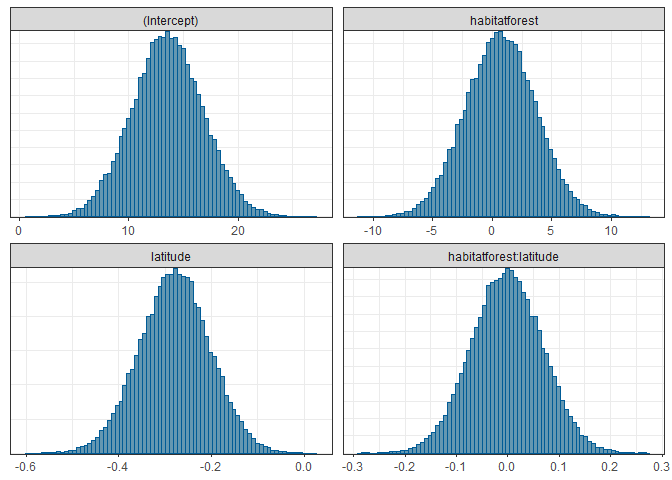 (Intercept)
habitatforest
0 10 20
-10 -5 0 5 10
latitude
habitatforest:latitude
-0.6 -0.4 -0.2 0.0
-0.3 -0.2 -0.1 0.0 0.1 0.2 0.3